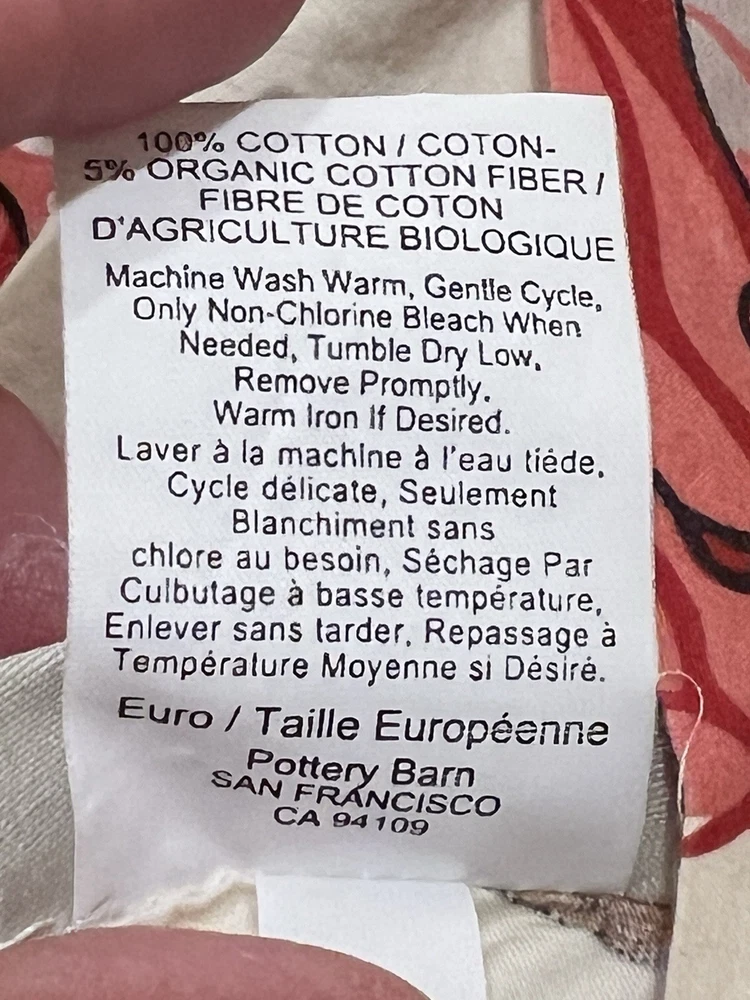 100% COTTON / COTON-
5% ORGANIC COTTON FIBER /
FIBRE DE COTON
D'AGRICULTURE BIOLOGIQUE
Machine Wash Warm, Gentle Cycle,
Only Non-Chlorine Bleach When
Needed, Tumble Dry Low,
Remove Promptly.
Warm Iron If Desired.
Laver à la machine à l'eau tiéde,
Cycle délicate, Seulement
Blanchiment sans
chlore au besoin, Séchage Par
Culbutage à basse température,
Enlever sans tarder, Repassage à
Température Moyenne si Désiré.
Euro / Taille Européenne
Pottery Barn
SAN FRANCISCO
CA 94109